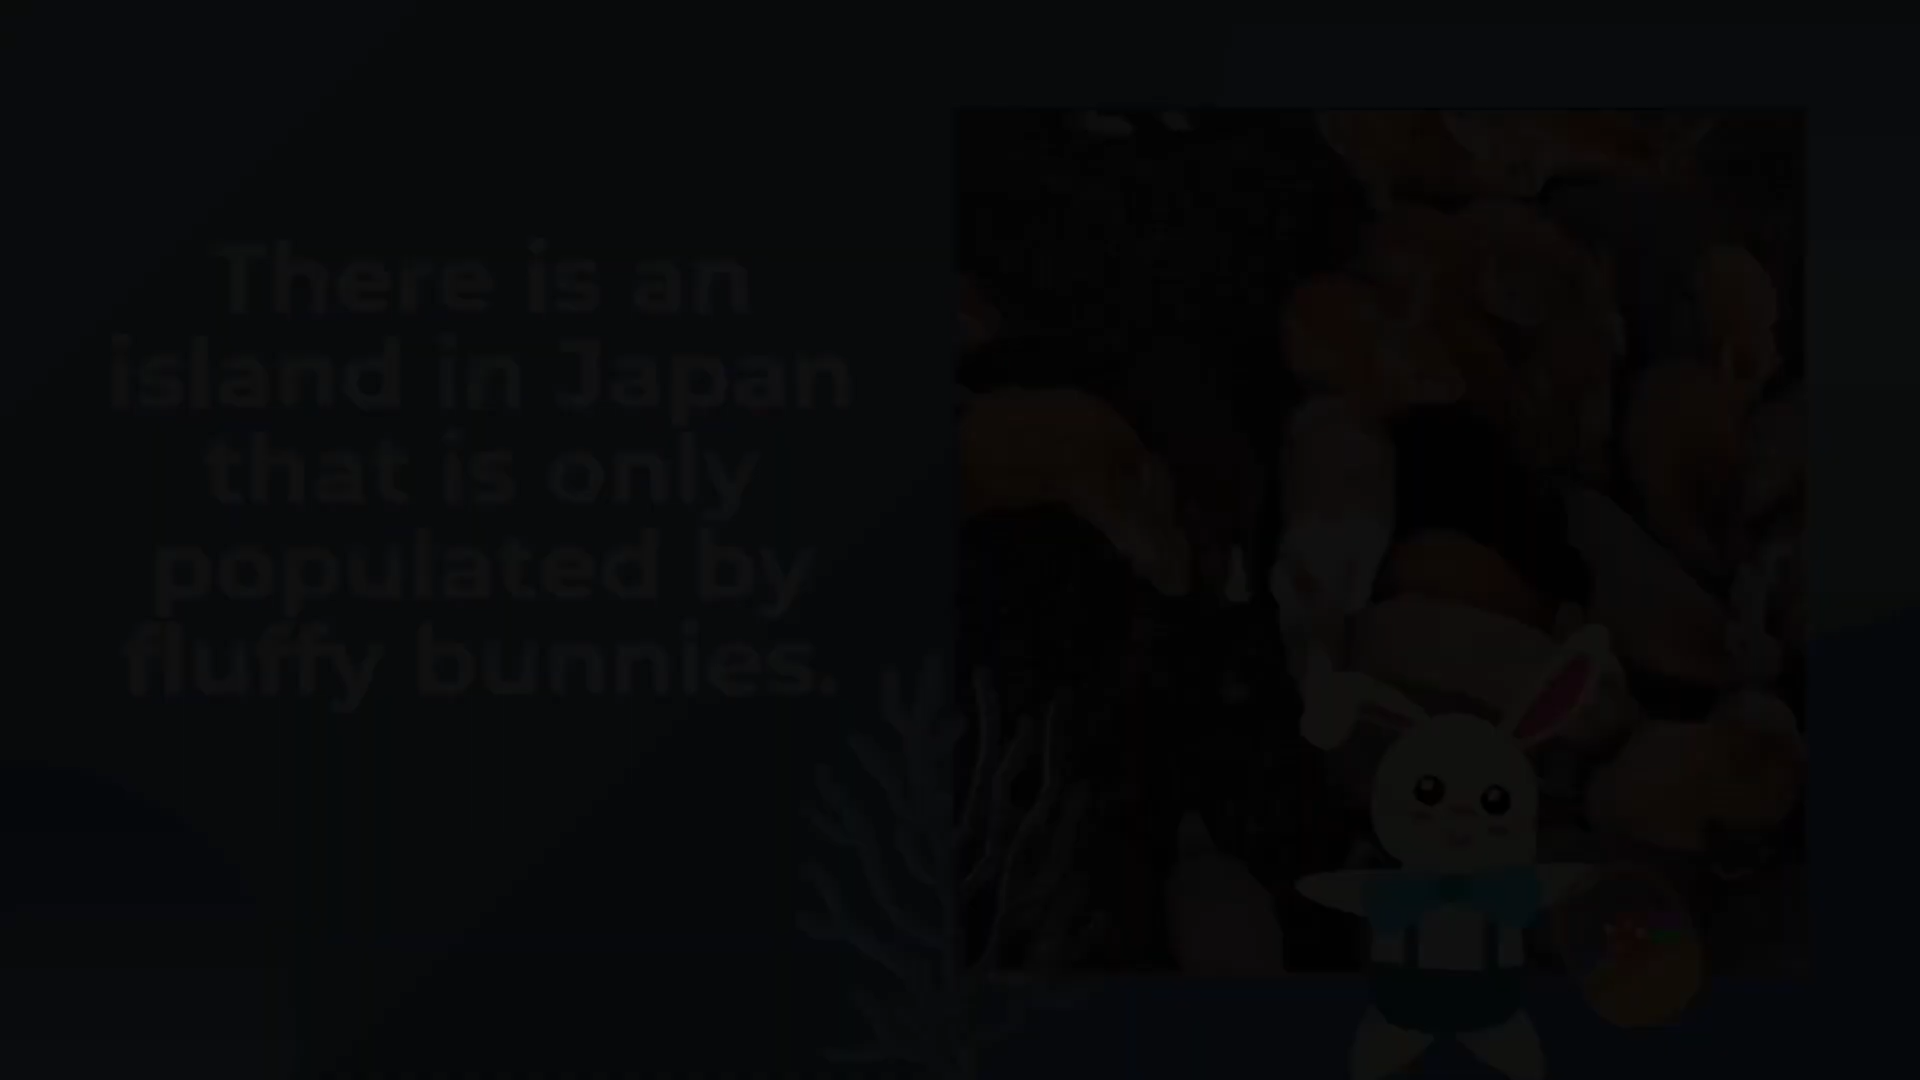 There is an
island in Japan
that is only
populated by
fluffy bunnies.